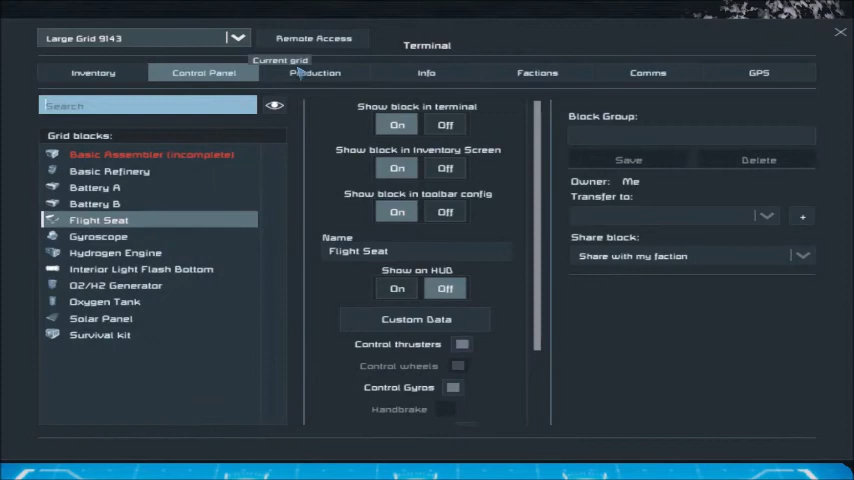 Large Grid 9143
Remote Access
Terminal
Current grid
Inventory
Control Panel
Production
Info
Factions
Comms
GPS
Search
Grid blocks:
Basic Assembler (incomplete)
Basic Refinery
Battery A
Battery B
Flight Seat
Gyroscope
Hydrogen Engine
Interior Light Flash Bottom
O2/H2 Generator
Oxygen Tank
Solar Panel
Survival kit
Show block in terminal
On Off
Show block in Inventory Screen
On Off
Show block in toolbar config
On Off
Name
Flight Seat
Show on HUD
On Off
Custom Data
Control thrusters
Control wheels
Control Gyros
Handbrake
Block Group:
Save Delete
Owner: Me
Transfer to:
+
Share block:
Share with my faction